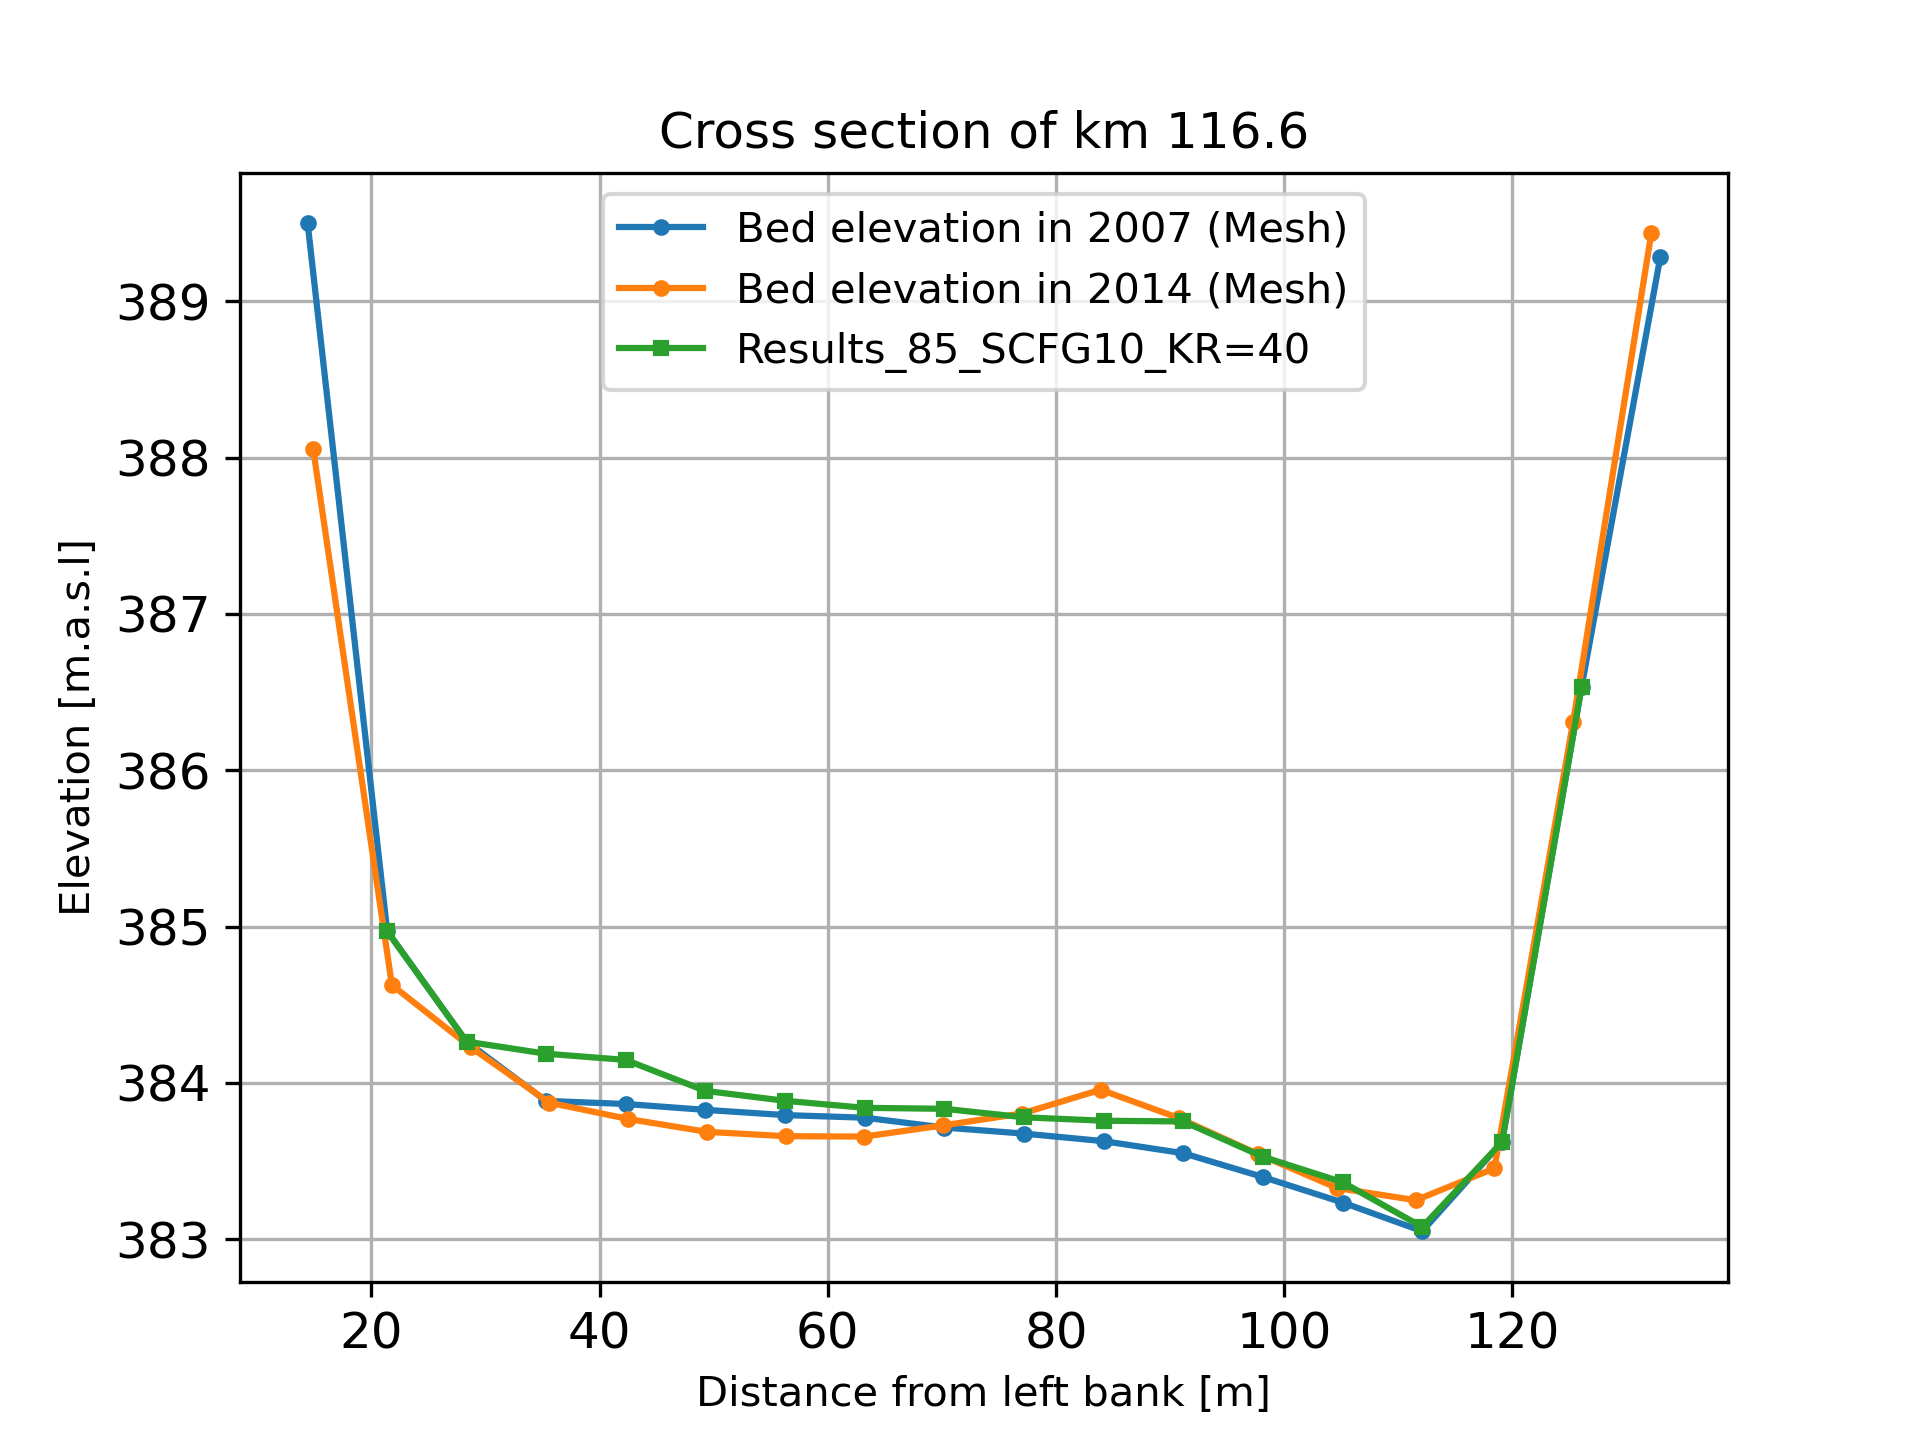 Cross section of km 116.6
Bed elevation in 2007 (Mesh)
Bed elevation in 2014 (Mesh)
Results_85_SCFG10_KR=40
389
388
387
386
385
384
383
Elevation [m.a.s.l]
20 40 60 80 100 120
Distance from left bank [m]